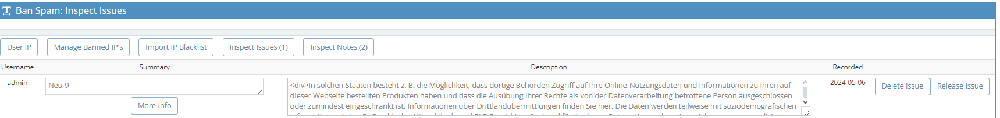 Ban Spam: Inspect Issues
User IP
Manage Banned IP's
Import IP Blacklist
Inspect Issues (1)
Inspect Notes (2)
Username
Summary
Description
Recorded
admin
Neu-9
More Info
<div>In solchen Staaten besteht z. B. die Möglichkeit, dass dortige Behörden Zugriff auf Ihre Online-Nutzungsdaten und Informationen zu Ihren auf
dieser Webseite bestellten Produkten haben und dass die Ausübung Ihrer Rechte als von der Datenverarbeitung betroffene Person ausgeschlossen
oder zumindest eingeschränkt ist. Informationen über Drittlandübermittlungen finden Sie hier. Die Daten werden teilweise mit soziodemografischen
2024-05-06
Delete Issue
Release Issue